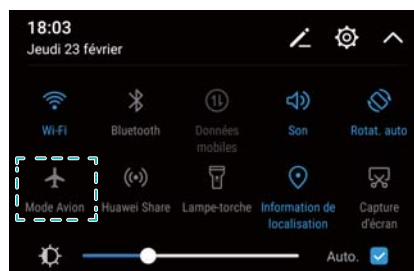 18:03
Jeudi 23 février
Wi-Fi Bluetooth Données mobiles Son Rotat. auto
Mode Avion Huawei Share Lampe-torche Information de localisation Capture d'écran
Auto.